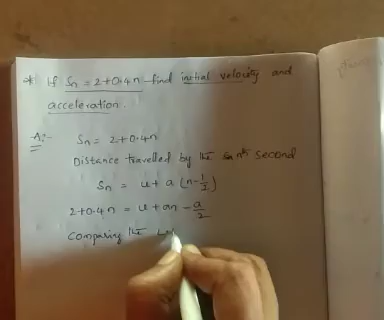 * If Sn = 2+0.4n find initial velocity and
acceleration.
A:- Sn = 2+0.4n
Distance travelled by the nth second
Sn = u + a (n - 1/2)
2+0.4n = u + an - a/2
Comparing the